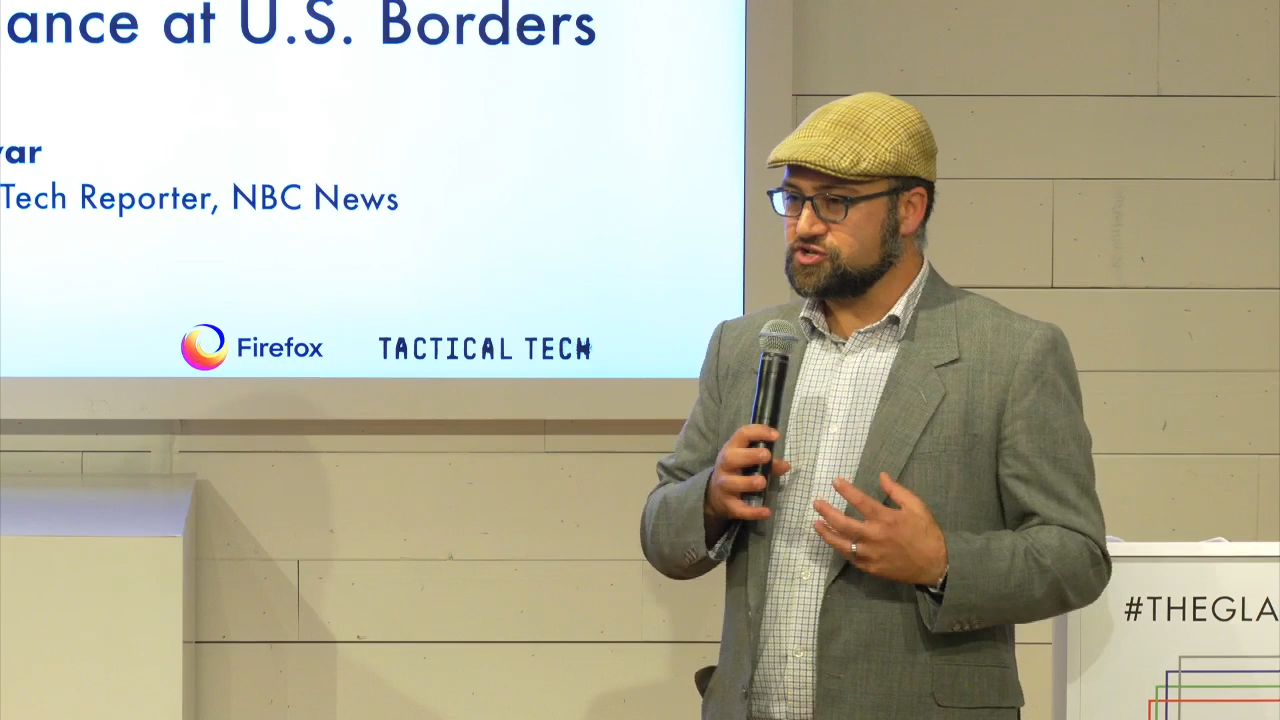 ance at U.S. Borders
var
Tech Reporter, NBC News
Firefox
TACTICAL TECH
#THEGLA